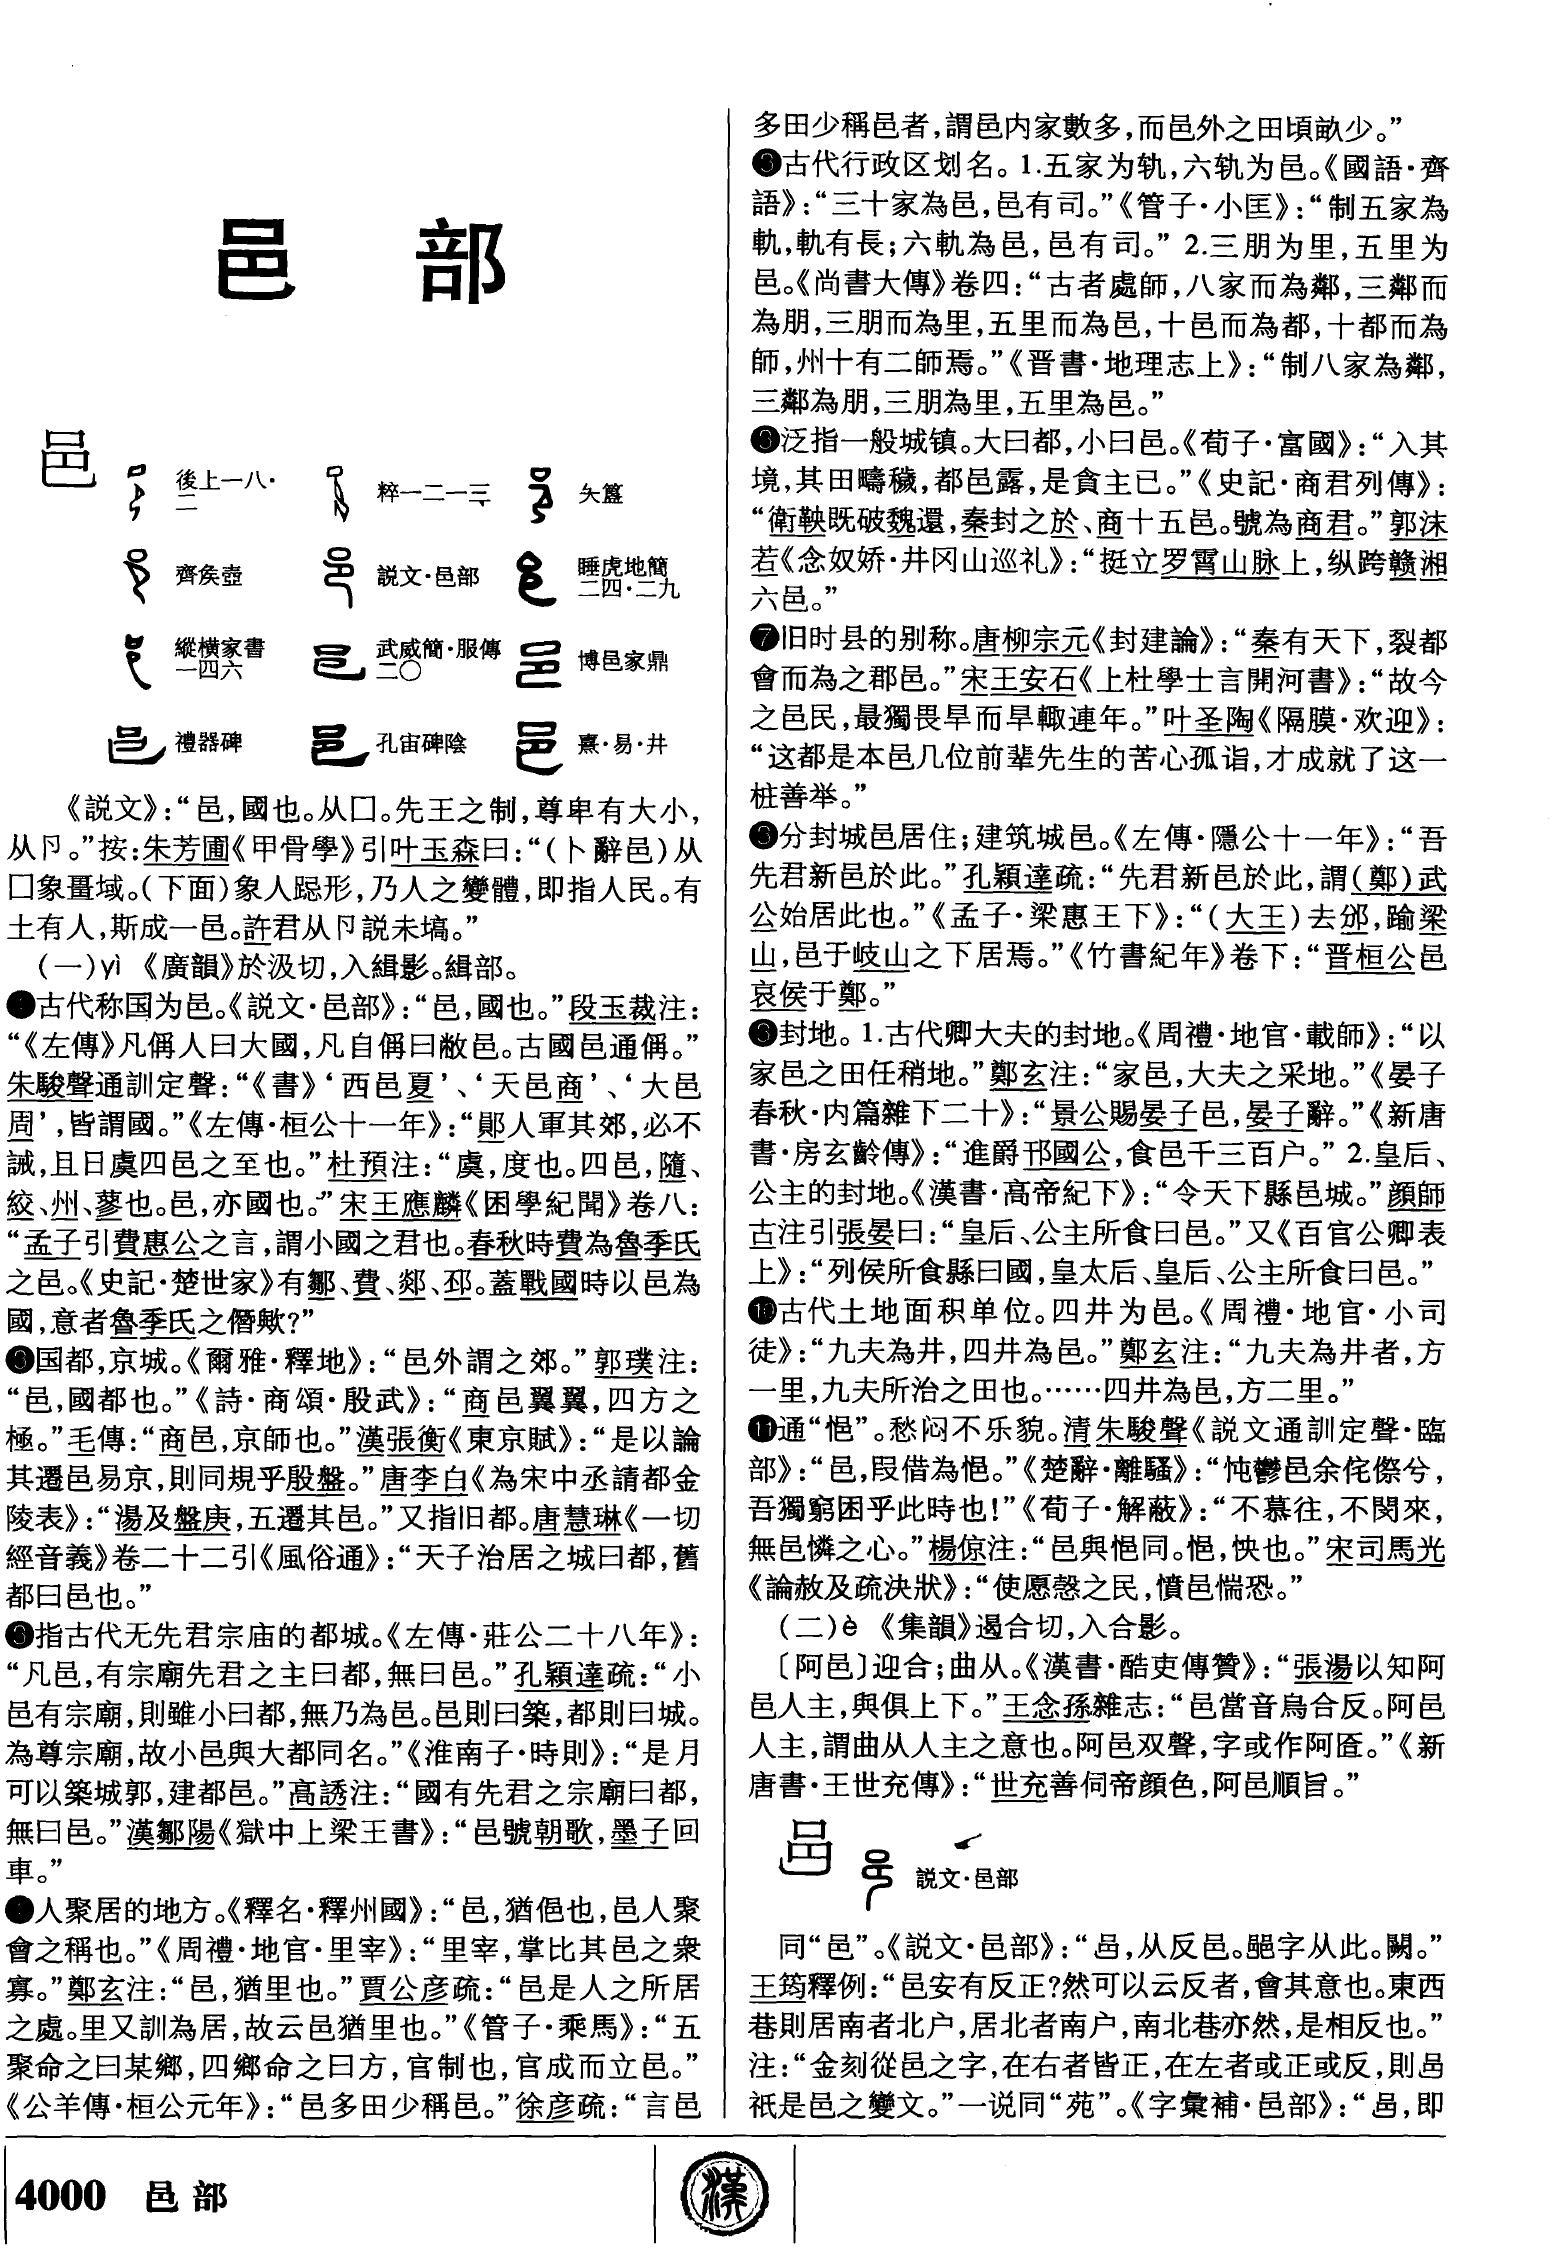 邑　部
邑
後上一八·二
粹一二一三
矢簋
齊矦壺
説文·邑部
睡虎地簡二四·二九
縱横家書一四六
武威簡·服傳二〇
博邑家鼎
禮器碑
孔宙碑陰
熹·易·井
《説文》：“邑，國也。从囗。先王之制，尊卑有大小，
从卪。”按：朱芳圃《甲骨學》引叶玉森曰：“（卜辭邑）从
囗象畺域。（下面）象人跽形，乃人之變體，即指人民。有
土有人，斯成一邑。許君从卪説未塙。”
（一）yì 《廣韻》於汲切，入緝影。緝部。
❶古代称国为邑。《説文·邑部》：“邑，國也。”段玉裁注：
“《左傳》凡偁人曰大國，凡自偁曰敝邑。古國邑通偁。”
朱駿聲通訓定聲：“《書》‘西邑夏’、‘天邑商’、‘大邑
周’，皆謂國。”《左傳·桓公十一年》：“鄖人軍其郊，必不
誡，且日虞四邑之至也。”杜預注：“虞，度也。四邑，隨、
絞、州、蓼也。邑，亦國也。”宋王應麟《困學紀聞》卷八：
“孟子引費惠公之言，謂小國之君也。春秋時費為魯季氏
之邑。《史記·楚世家》有鄒、費、郯、邳。蓋戰國時以邑為
國，意者魯季氏之僭歟？”
❷国都，京城。《爾雅·釋地》：“邑外謂之郊。”郭璞注：
“邑，國都也。”《詩·商頌·殷武》：“商邑翼翼，四方之
極。”毛傳：“商邑，京師也。”漢張衡《東京賦》：“是以論
其遷邑易京，則同規乎殷盤。”唐李白《為宋中丞請都金
陵表》：“湯及盤庚，五遷其邑。”又指旧都。唐慧琳《一切
經音義》卷二十二引《風俗通》：“天子治居之城曰都，舊
都曰邑也。”
❸指古代无先君宗庙的都城。《左傳·莊公二十八年》：
“凡邑，有宗廟先君之主曰都，無曰邑。”孔穎達疏：“小
邑有宗廟，則雖小曰都，無乃為邑。邑則曰築，都則曰城。
為尊宗廟，故小邑與大都同名。”《淮南子·時則》：“是月
可以築城郭，建都邑。”高誘注：“國有先君之宗廟曰都，
無曰邑。”漢鄒陽《獄中上梁王書》：“邑號朝歌，墨子回
車。”
❹人聚居的地方。《釋名·釋州國》：“邑，猶俋也，邑人聚
會之稱也。”《周禮·地官·里宰》：“里宰，掌比其邑之衆
寡。”鄭玄注：“邑，猶里也。”賈公彦疏：“邑是人之所居
之處。里又訓為居，故云邑猶里也。”《管子·乘馬》：“五
聚命之曰某鄉，四鄉命之曰方，官制也，官成而立邑。”
《公羊傳·桓公元年》：“邑多田少稱邑。”徐彦疏：“言邑
多田少稱邑者，謂邑内家數多，而邑外之田頃畝少。”
❺古代行政区划名。1.五家为轨，六轨为邑。《國語·齊
語》：“三十家為邑，邑有司。”《管子·小匡》：“制五家為
軌，軌有長；六軌為邑，邑有司。” 2.三朋为里，五里为
邑。《尚書大傳》卷四：“古者處師，八家而為鄰，三鄰而
為朋，三朋而為里，五里而為邑，十邑而為都，十都而為
師，州十有二師焉。”《晋書·地理志上》：“制八家為鄰，
三鄰為朋，三朋為里，五里為邑。”
❻泛指一般城镇。大曰都，小曰邑。《荀子·富國》：“入其
境，其田疇穢，都邑露，是貪主已。”《史記·商君列傳》：
“衛鞅既破魏還，秦封之於、商十五邑。號為商君。”郭沫
若《念奴娇·井冈山巡礼》：“挺立罗霄山脉上，纵跨赣湘
六邑。”
❼旧时县的别称。唐柳宗元《封建論》：“秦有天下，裂都
會而為之郡邑。”宋王安石《上杜學士言開河書》：“故今
之邑民，最獨畏旱而旱輒連年。”叶圣陶《隔膜·欢迎》：
“这都是本邑几位前辈先生的苦心孤诣，才成就了这一
桩善举。”
❽分封城邑居住；建筑城邑。《左傳·隱公十一年》：“吾
先君新邑於此。”孔穎達疏：“先君新邑於此，謂（鄭）武
公始居此也。”《孟子·梁惠王下》：“（大王）去邠，踰梁
山，邑于岐山之下居焉。”《竹書紀年》卷下：“晋桓公邑
哀侯于鄭。”
❾封地。1.古代卿大夫的封地。《周禮·地官·載師》：“以
家邑之田任稍地。”鄭玄注：“家邑，大夫之采地。”《晏子
春秋·内篇雜下二十》：“景公賜晏子邑，晏子辭。”《新唐
書·房玄齡傳》：“進爵邗國公，食邑千三百户。” 2.皇后、
公主的封地。《漢書·高帝紀下》：“令天下縣邑城。”顔師
古注引張晏曰：“皇后、公主所食曰邑。”又《百官公卿表
上》：“列侯所食縣曰國，皇太后、皇后、公主所食曰邑。”
❿古代土地面积单位。四井为邑。《周禮·地官·小司
徒》：“九夫為井，四井為邑。”鄭玄注：“九夫為井者，方
一里，九夫所治之田也。……四井為邑，方二里。”
⓫通“悒”。愁闷不乐貌。清朱駿聲《説文通訓定聲·臨
部》：“邑，叚借為悒。”《楚辭·離騷》：“忳鬱邑余侘傺兮，
吾獨窮困乎此時也！”《荀子·解蔽》：“不慕往，不閔來，
無邑憐之心。”楊倞注：“邑與悒同。悒，怏也。”宋司馬光
《論赦及疏決狀》：“使愿愨之民，憤邑惴恐。”
（二）è 《集韻》遏合切，入合影。
〔阿邑〕迎合；曲从。《漢書·酷吏傳贊》：“張湯以知阿
邑人主，與俱上下。”王念孫雜志：“邑當音烏合反。阿邑
人主，謂曲从人主之意也。阿邑双聲，字或作阿匼。”《新
唐書·王世充傳》：“世充善伺帝顔色，阿邑順旨。”
𠨍
説文·邑部
同“邑”。《説文·邑部》：“𠨍，从反邑。𨛜字从此。闕。”
王筠釋例：“邑安有反正？然可以云反者，會其意也。東西
巷則居南者北户，居北者南户，南北巷亦然，是相反也。”
注：“金刻從邑之字，在右者皆正，在左者或正或反，則𠨍
衹是邑之變文。”一说同“苑”。《字彙補·邑部》：“𠨍，即
4000 邑部
漢